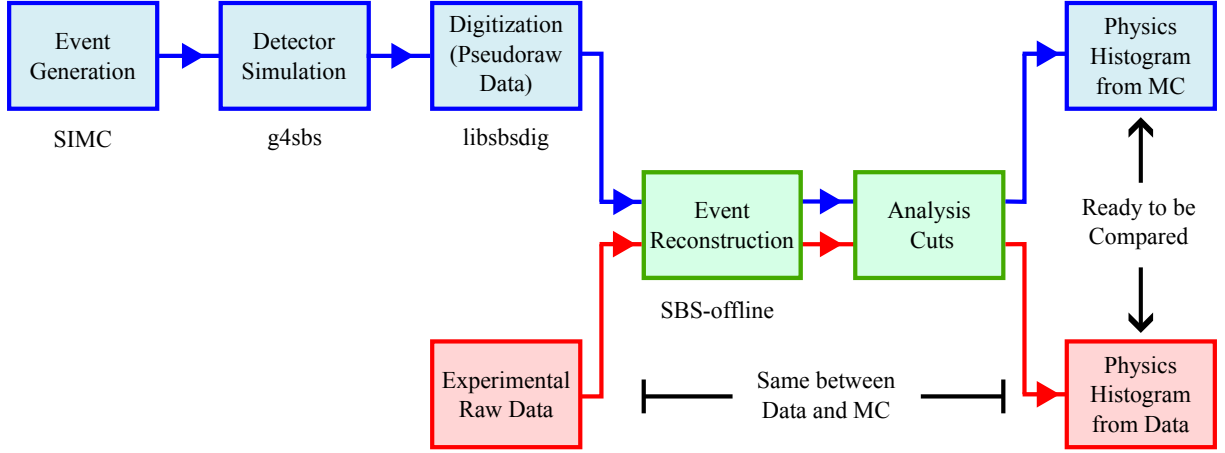 Event
Generation
SIMC
Detector
Simulation
g4sbs
Digitization
(Pseudoraw
Data)
libsbsdig
Experimental
Raw Data
Event
Reconstruction
SBS-offline
Analysis
Cuts
Same between
Data and MC
Physics
Histogram
from MC
Ready to be
Compared
Physics
Histogram
from Data